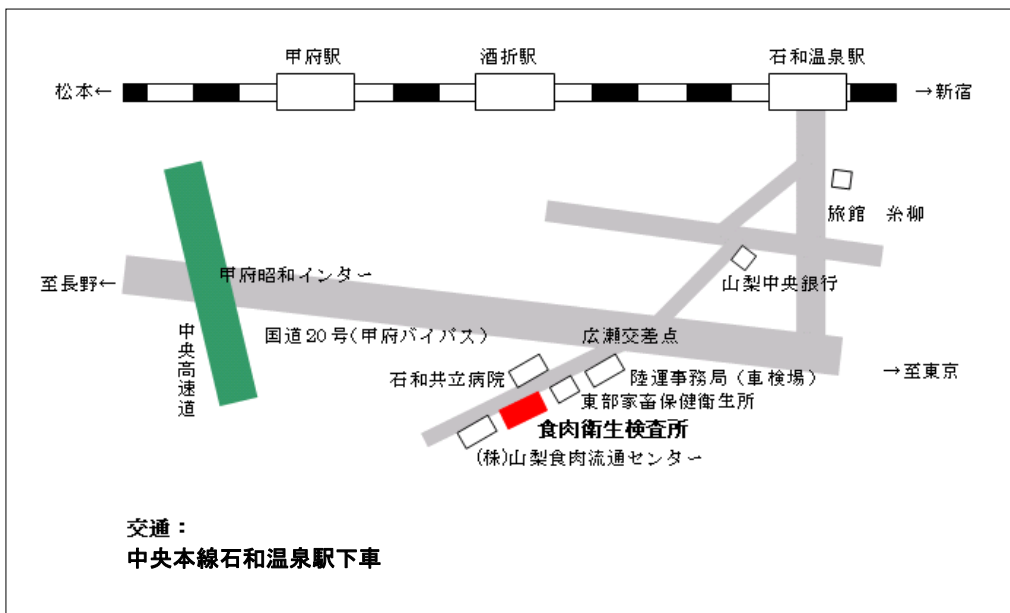 甲府駅
酒折駅
石和温泉駅
松本←
→新宿
旅館 糸柳
甲府昭和インター
山梨中央銀行
至長野←
中央高速道
国道20号(甲府バイパス)
広瀬交差点
→至東京
石和共立病院
陸運事務局(車検場)
東部家畜保健衛生所
食肉衛生検査所
(株)山梨食肉流通センター
交通:
中央本線石和温泉駅下車